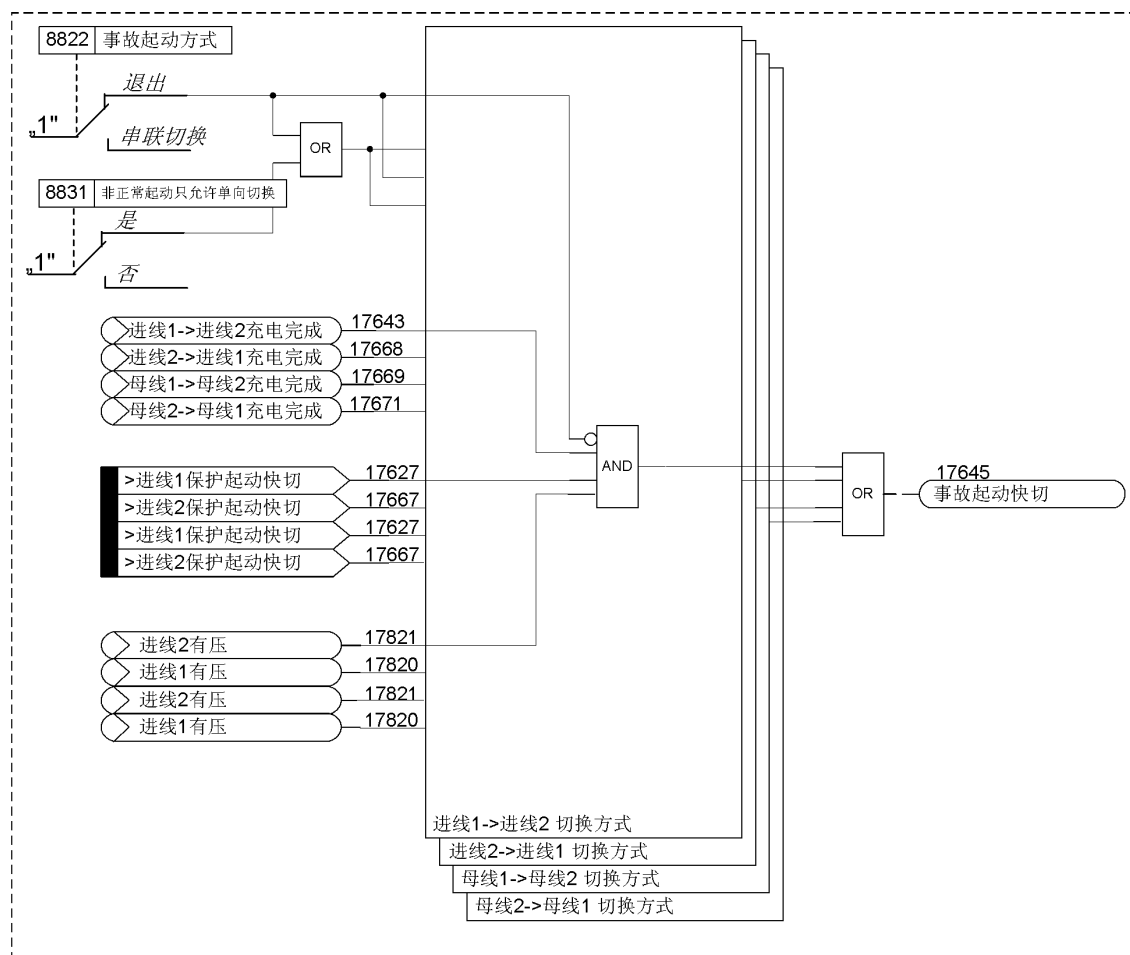 8822 事故起动方式
退出
„1"
串联切换
OR
8831 非正常起动只允许单向切换
是
„1"
否
进线1->进线2充电完成 17643
进线2->进线1充电完成 17668
母线1->母线2充电完成 17669
母线2->母线1充电完成 17671
AND
>进线1保护起动快切 17627
>进线2保护起动快切 17667
>进线1保护起动快切 17627
>进线2保护起动快切 17667
OR
17645
事故起动快切
进线2有压 17821
进线1有压 17820
进线2有压 17821
进线1有压 17820
进线1->进线2 切换方式
进线2->进线1 切换方式
母线1->母线2 切换方式
母线2->母线1 切换方式